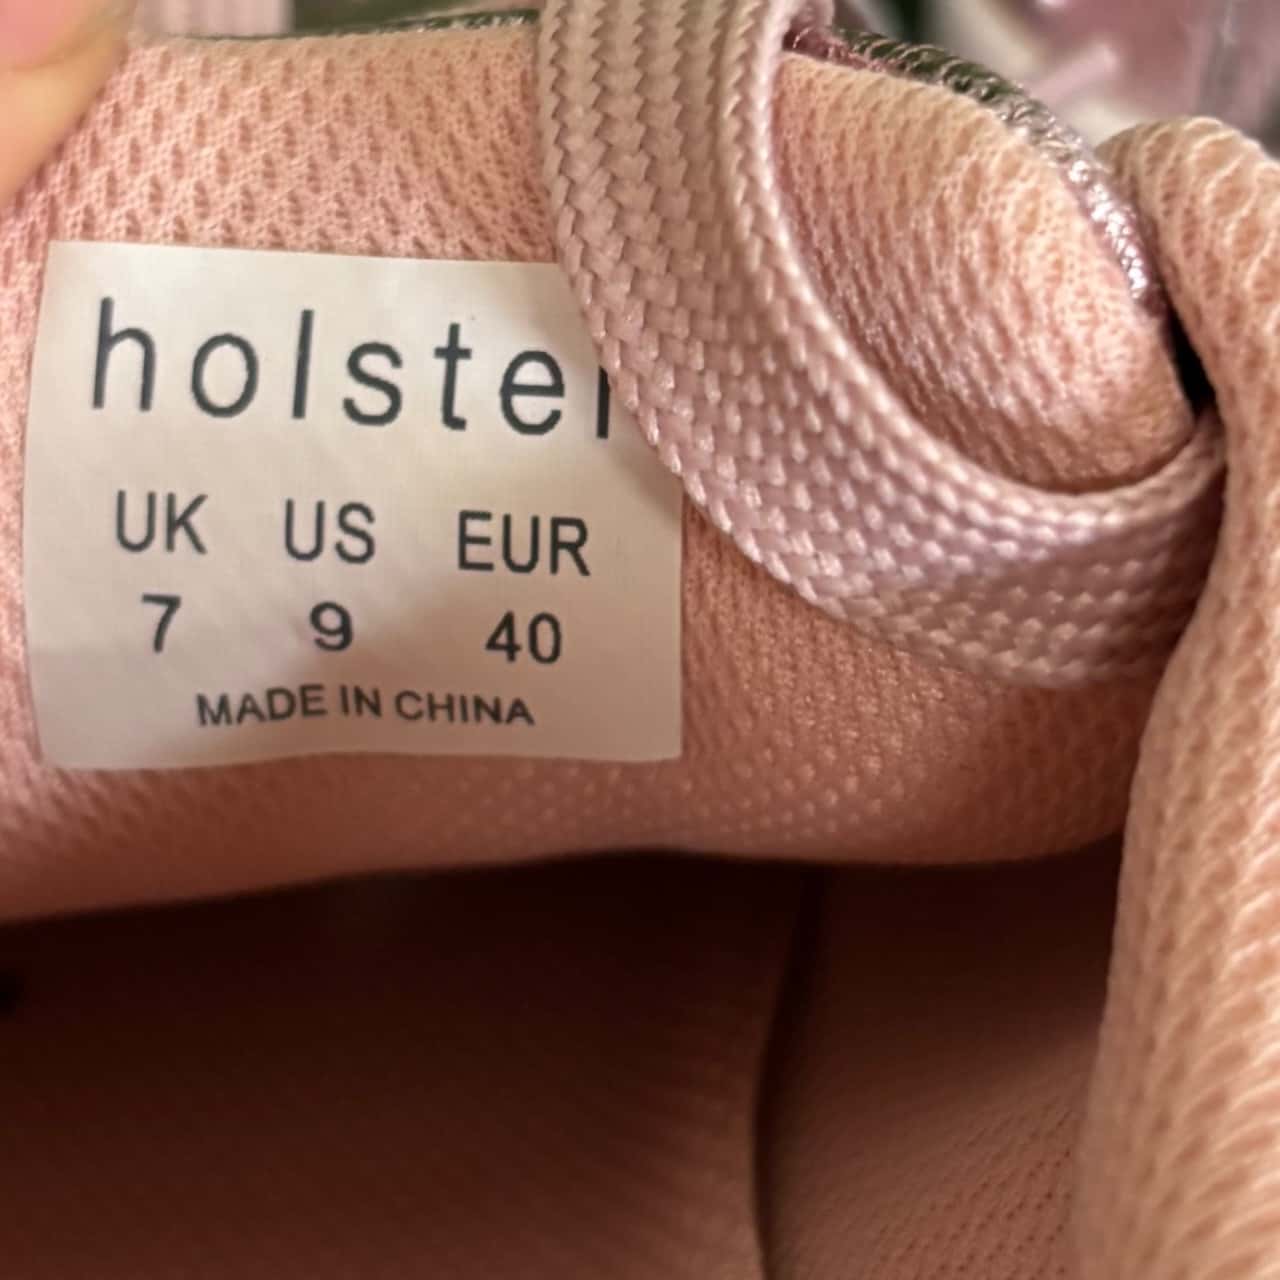 holster
UK US EUR
7 9 40
MADE IN CHINA